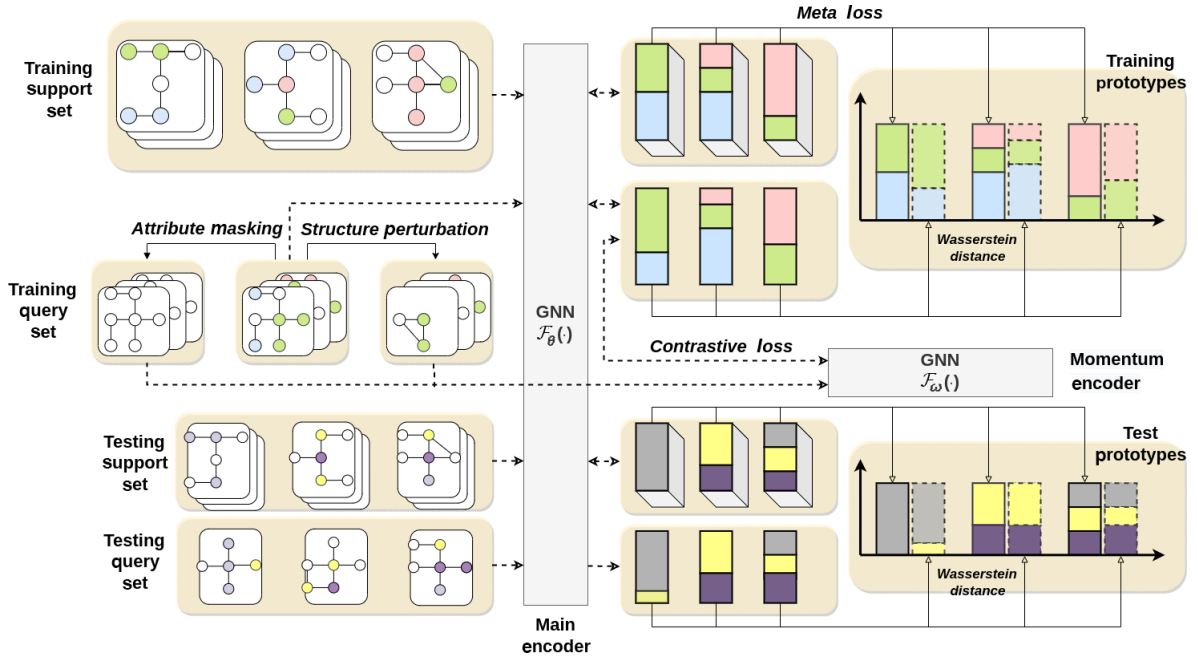 Meta loss
Training
support
set
Training
prototypes
Attribute masking
Structure perturbation
Wasserstein
distance
Training
query
set
GNN
ℱθ(·)
Contrastive loss
GNN
ℱω(·)
Momentum
encoder
Testing
support
set
Test
prototypes
Testing
query
set
Wasserstein
distance
Main
encoder